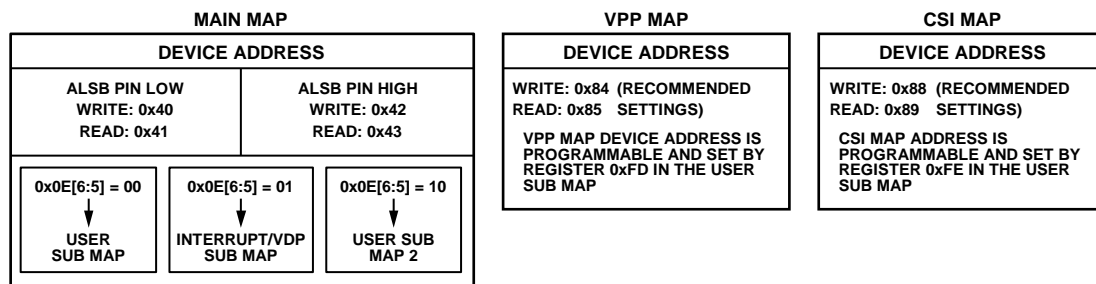 MAIN MAP
DEVICE ADDRESS
ALSB PIN LOW
WRITE: 0x40
READ: 0x41
ALSB PIN HIGH
WRITE: 0x42
READ: 0x43
0x0E[6:5] = 00
USER
SUB MAP
0x0E[6:5] = 01
INTERRUPT/VDP
SUB MAP
0x0E[6:5] = 10
USER SUB
MAP 2
VPP MAP
DEVICE ADDRESS
WRITE: 0x84 (RECOMMENDED
READ: 0x85 SETTINGS)
VPP MAP DEVICE ADDRESS IS
PROGRAMMABLE AND SET BY
REGISTER 0xFD IN THE USER
SUB MAP
CSI MAP
DEVICE ADDRESS
WRITE: 0x88 (RECOMMENDED
READ: 0x89 SETTINGS)
CSI MAP ADDRESS IS
PROGRAMMABLE AND SET BY
REGISTER 0xFE IN THE USER
SUB MAP